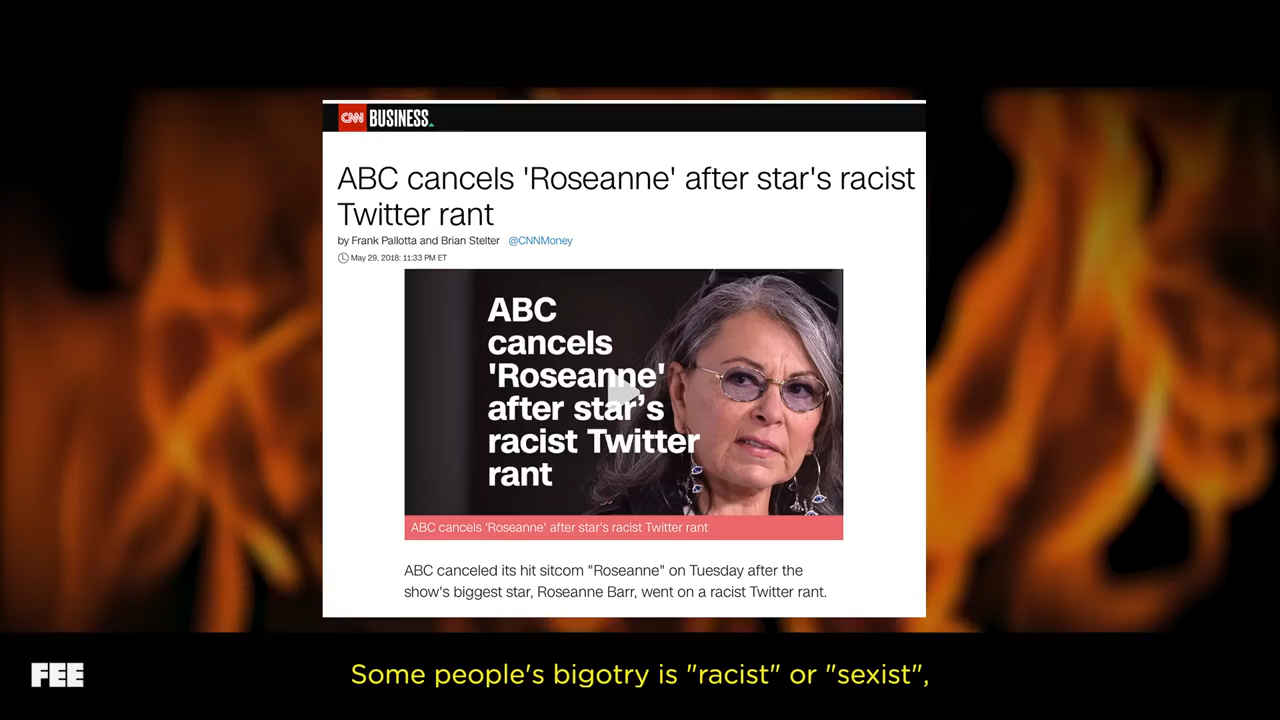 CNN BUSINESS
ABC cancels 'Roseanne' after star's racist
Twitter rant
by Frank Pallotta and Brian Stelter @CNNMoney
May 29, 2018: 11:33 PM ET
ABC
cancels
'Roseanne'
after star's
racist Twitter
rant
ABC cancels 'Roseanne' after star's racist Twitter rant
ABC canceled its hit sitcom "Roseanne" on Tuesday after the
show's biggest star, Roseanne Barr, went on a racist Twitter rant.
FEE
Some people's bigotry is "racist" or "sexist",